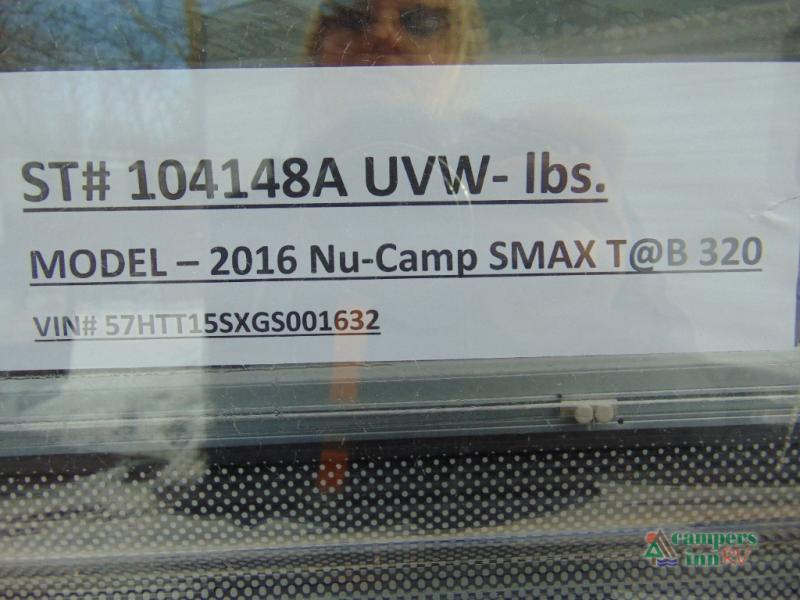 ST# 104148A UVW- lbs.
MODEL – 2016 Nu-Camp SMAX T@B 320
VIN# 57HTT15SXGS001632
campers
inn RV